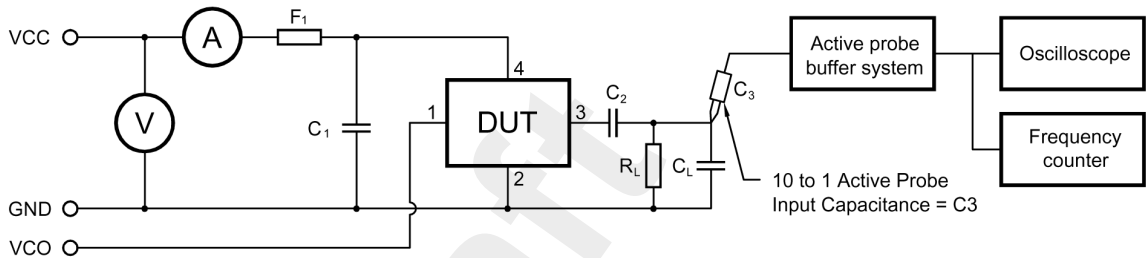 VCC
A
F1
V
C1
4
1
DUT
3
2
C2
RL
CL
C3
Active probe
buffer system
Oscilloscope
Frequency
counter
10 to 1 Active Probe
Input Capacitance = C3
GND
VCO